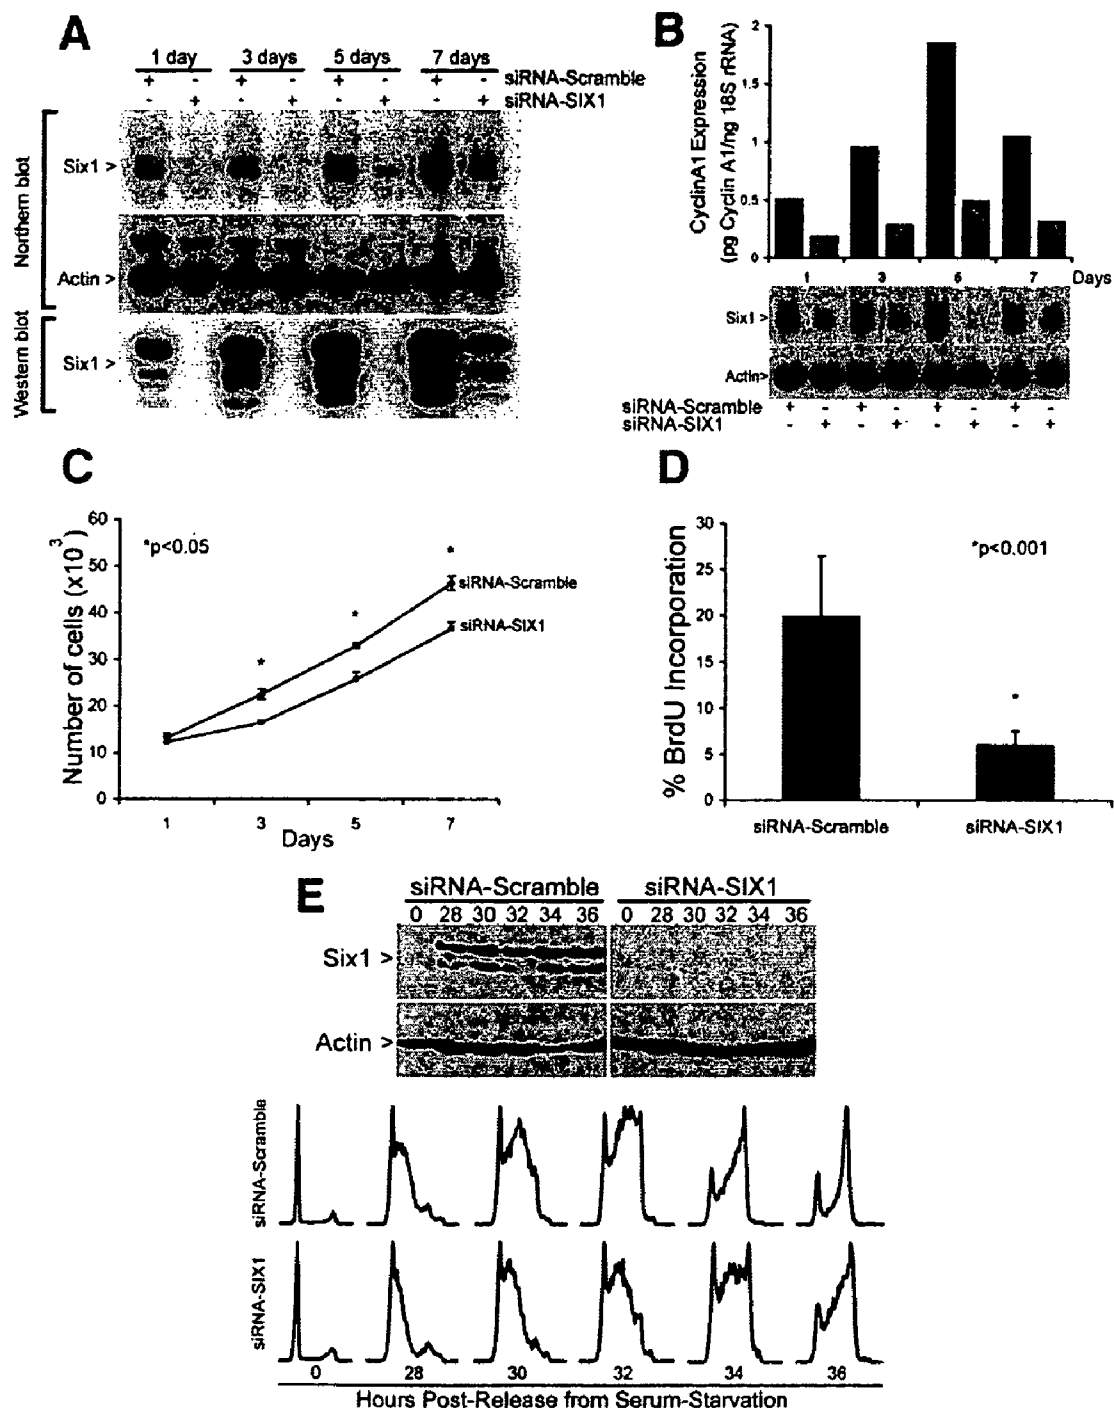 A
1 day 3 days 5 days 7 days
+ - + - + - + - siRNA-Scramble
- + - + - + - + siRNA-SIX1
Northern blot
Six1 >
Actin >
Western blot
Six1 >
B
CyclinA1 Expression
(pg Cyclin A1/ng 18S rRNA)
2
1.5
1
0.5
0
1 3 5 7 Days
Six1>
Actin>
siRNA-Scramble + - + - + - + -
siRNA-SIX1 - + - + - + - +
C
Number of cells (x10³)
60
50
40
30
20
10
0
*p<0.05
*
*
*
siRNA-Scramble
siRNA-SIX1
1 3 5 7
Days
D
% BrdU Incorporation
30
25
20
15
10
5
0
*p<0.001
*
siRNA-Scramble siRNA-SIX1
E
siRNA-Scramble siRNA-SIX1
0 28 30 32 34 36 0 28 30 32 34 36
Six1 >
Actin >
siRNA-Scramble
siRNA-SIX1
0 28 30 32 34 36
Hours Post-Release from Serum-Starvation